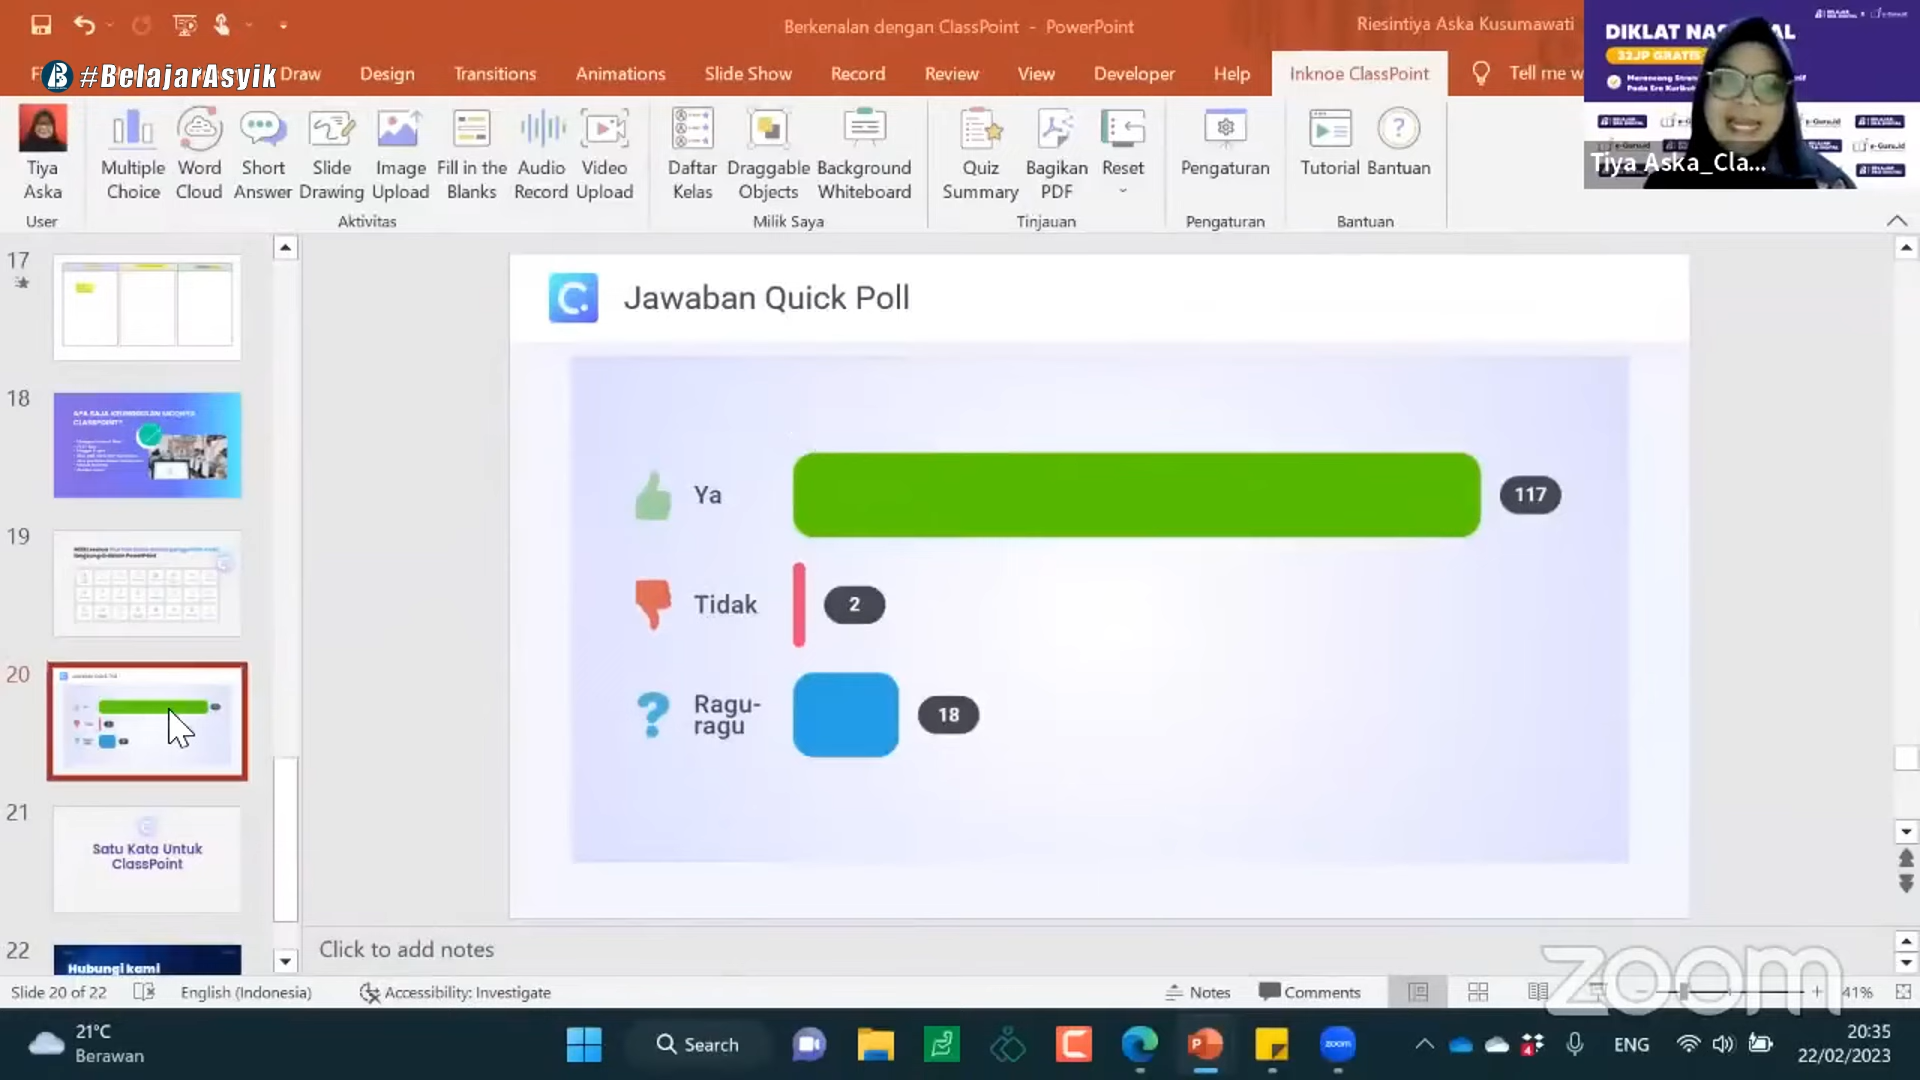 Berkenalan dengan ClassPoint - PowerPoint
Riesintiya Aska Kusumawati
#BelajarAsyik
Draw
Design
Transitions
Animations
Slide Show
Record
Review
View
Developer
Help
Inknoe ClassPoint
Tell me w
DIKLAT NASIONAL
32JP GRATIS
Tiya Aska_Cla...
Tiya Aska
Multiple Choice
Word Cloud
Short Answer
Slide Drawing
Image Upload
Fill in the Blanks
Audio Record
Video Upload
Daftar Kelas
Draggable Objects
Background Whiteboard
Quiz Summary
Bagikan PDF
Reset
Pengaturan
Tutorial
Bantuan
User
Aktivitas
Milik Saya
Tinjauan
Pengaturan
Bantuan
17
18
APA SAJA KEUNGGULAN
CLASSPOINT?
19
20
21
Satu Kata Untuk
ClassPoint
22
Hubungi kami
Jawaban Quick Poll
Ya
117
Tidak
2
Ragu-
ragu
18
Click to add notes
zoom
Slide 20 of 22
English (Indonesia)
Accessibility: Investigate
Notes
Comments
41%
21°C
Berawan
Search
zoom
ENG
20:35
22/02/2023